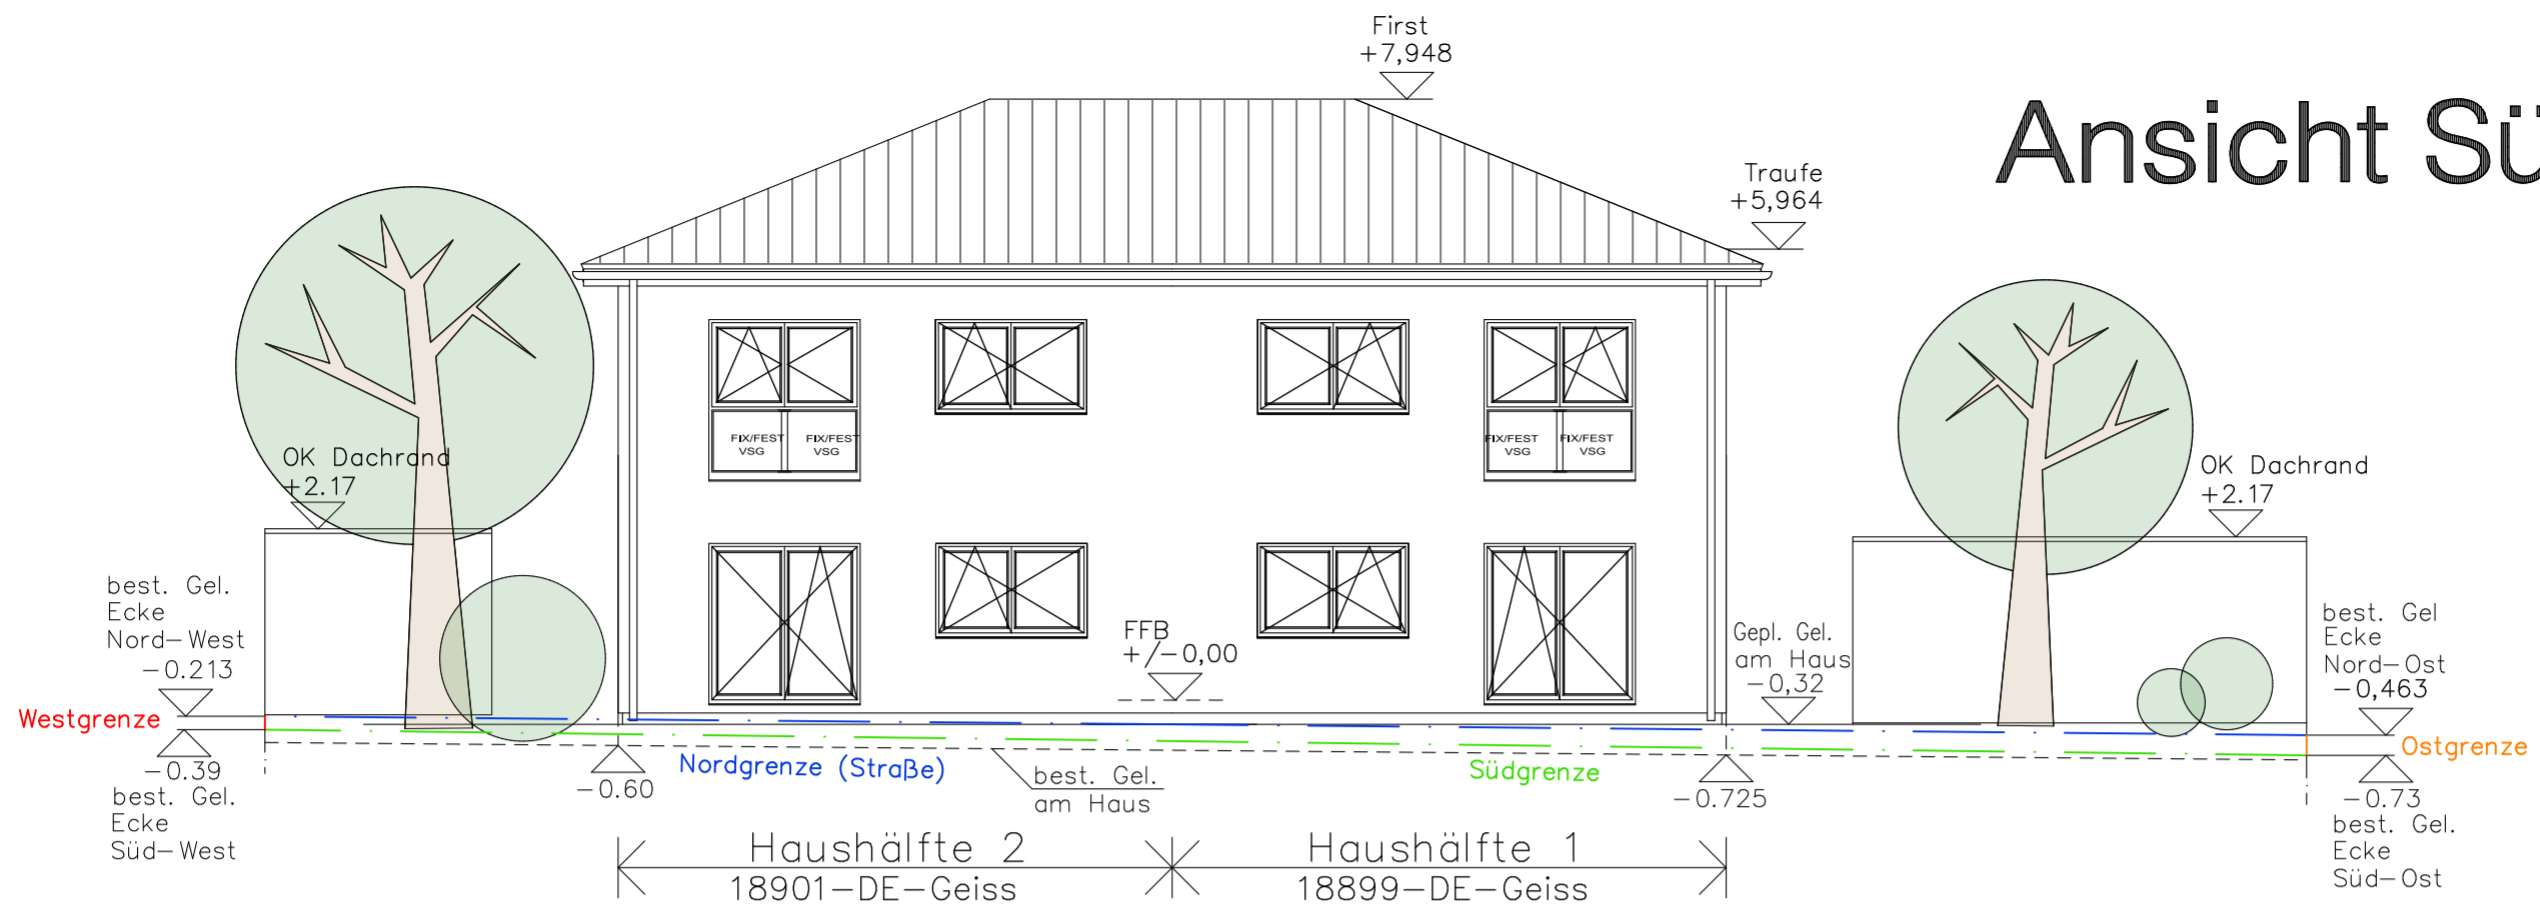 First
+7,948
Ansicht Sü
Traufe
+5,964
OK Dachrand
+2.17
OK Dachrand
+2.17
FIX/FEST
VSG
FIX/FEST
VSG
FIX/FEST
VSG
FIX/FEST
VSG
best. Gel.
Ecke
Nord-West
-0.213
FFB
+/-0,00
Gepl. Gel.
am Haus
-0,32
best. Gel
Ecke
Nord-Ost
-0,463
Westgrenze
Ostgrenze
-0.39
best. Gel.
Ecke
Süd-West
-0.60
Nordgrenze (Straße)
best. Gel.
am Haus
Südgrenze
-0.725
-0.73
best. Gel.
Ecke
Süd-Ost
Haushälfte 2
18901-DE-Geiss
Haushälfte 1
18899-DE-Geiss